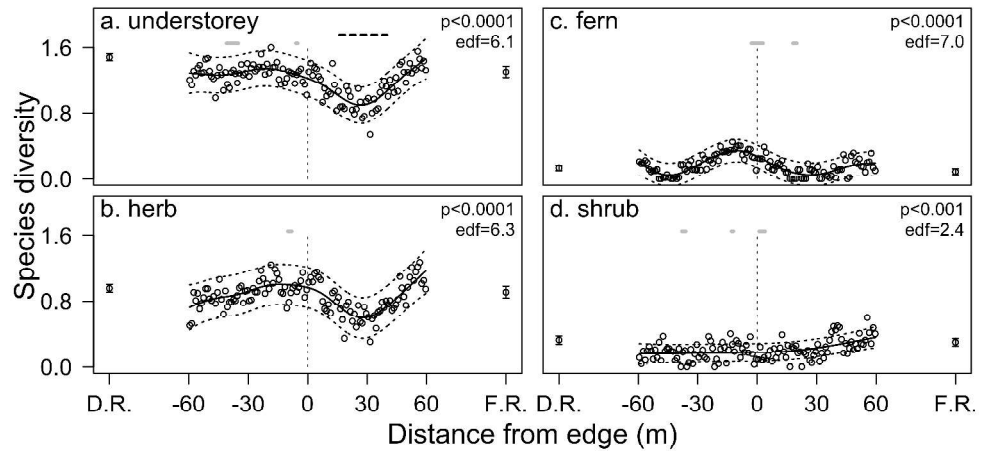 a. understorey
p<0.0001
edf=6.1
c. fern
p<0.0001
edf=7.0
1.6
0.8
0.0
b. herb
p<0.0001
edf=6.3
d. shrub
p<0.001
edf=2.4
1.6
0.8
0.0
Species diversity
D.R. -60 -30 0 30 60 F.R.
D.R. -60 -30 0 30 60 F.R.
Distance from edge (m)